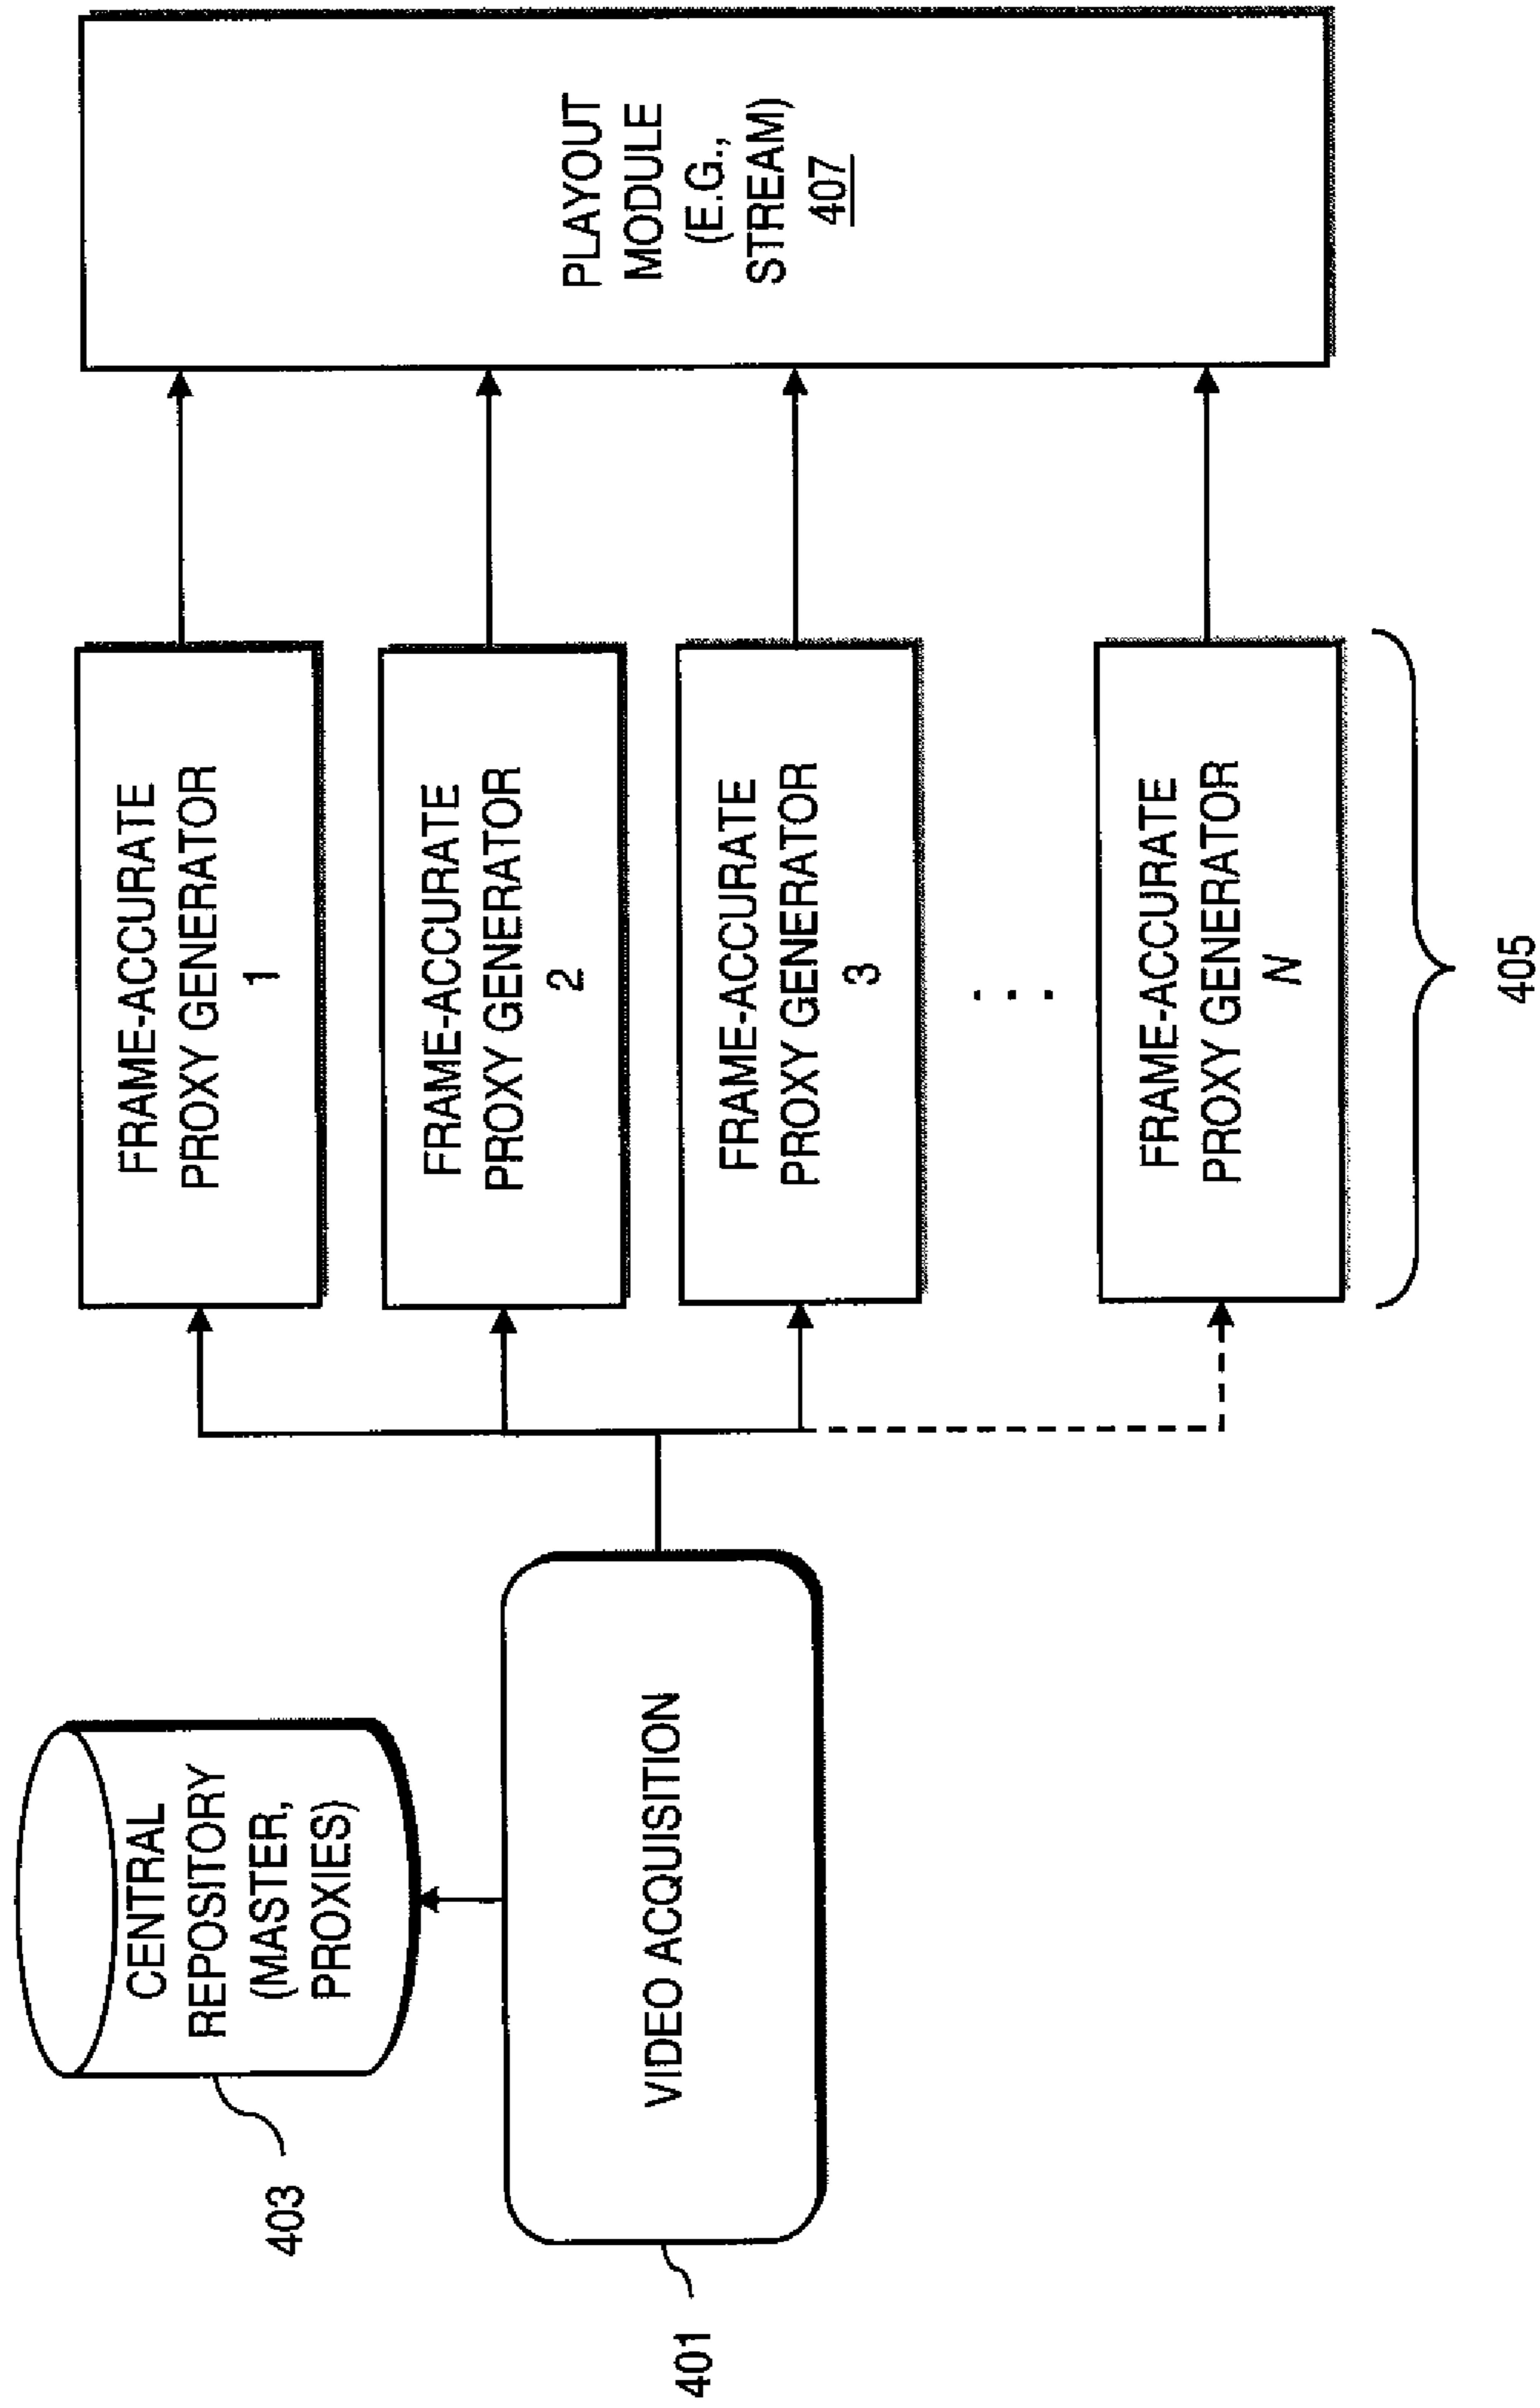 CENTRAL
REPOSITORY
(MASTER,
PROXIES)
403
VIDEO ACQUISITION
401
FRAME-ACCURATE
PROXY GENERATOR
1
FRAME-ACCURATE
PROXY GENERATOR
2
FRAME-ACCURATE
PROXY GENERATOR
3
. . .
FRAME-ACCURATE
PROXY GENERATOR
N
405
PLAYOUT
MODULE
(E.G.,
STREAM)
407